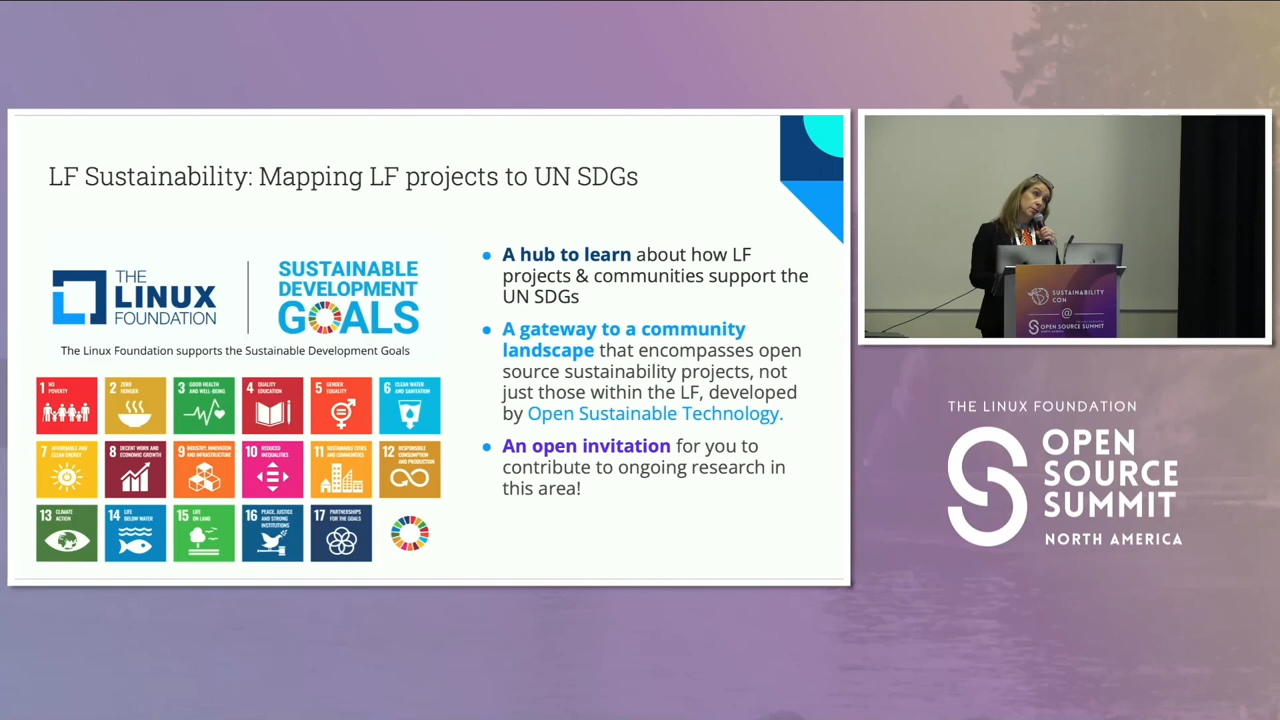 LF Sustainability: Mapping LF projects to UN SDGs
THE
LINUX
FOUNDATION
SUSTAINABLE
DEVELOPMENT
GOALS
The Linux Foundation supports the Sustainable Development Goals
1 NO
POVERTY
2 ZERO
HUNGER
3 GOOD HEALTH
AND WELL-BEING
4 QUALITY
EDUCATION
5 GENDER
EQUALITY
6 CLEAN WATER
AND SANITATION
7 AFFORDABLE AND
CLEAN ENERGY
8 DECENT WORK AND
ECONOMIC GROWTH
9 INDUSTRY, INNOVATION
AND INFRASTRUCTURE
10 REDUCED
INEQUALITIES
11 SUSTAINABLE CITIES
AND COMMUNITIES
12 RESPONSIBLE
CONSUMPTION
AND PRODUCTION
13 CLIMATE
ACTION
14 LIFE
BELOW WATER
15 LIFE
ON LAND
16 PEACE, JUSTICE
AND STRONG
INSTITUTIONS
17 PARTNERSHIPS
FOR THE GOALS
• A hub to learn about how LF
projects & communities support the
UN SDGs
• A gateway to a community
landscape that encompasses open
source sustainability projects, not
just those within the LF, developed
by Open Sustainable Technology.
• An open invitation for you to
contribute to ongoing research in
this area!
SUSTAINABILITY
CON
@
OPEN SOURCE SUMMIT
THE LINUX FOUNDATION
OPEN
SOURCE
SUMMIT
NORTH AMERICA